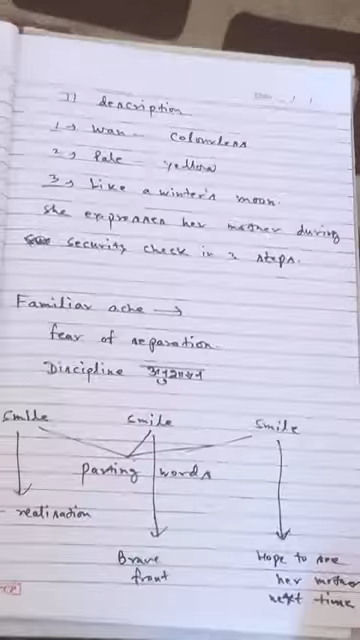 11) description
1 → wan - Colourless
2 → Pale yellow
3 → Like a winter's moon.
She expresses her mother during
security check in 3 steps.
Familiar ache →
fear of separation.
Discipline अनुशासन
Smile Smile Smile
Parting words
realisation
Brave front
Hope to see
her mother
next time